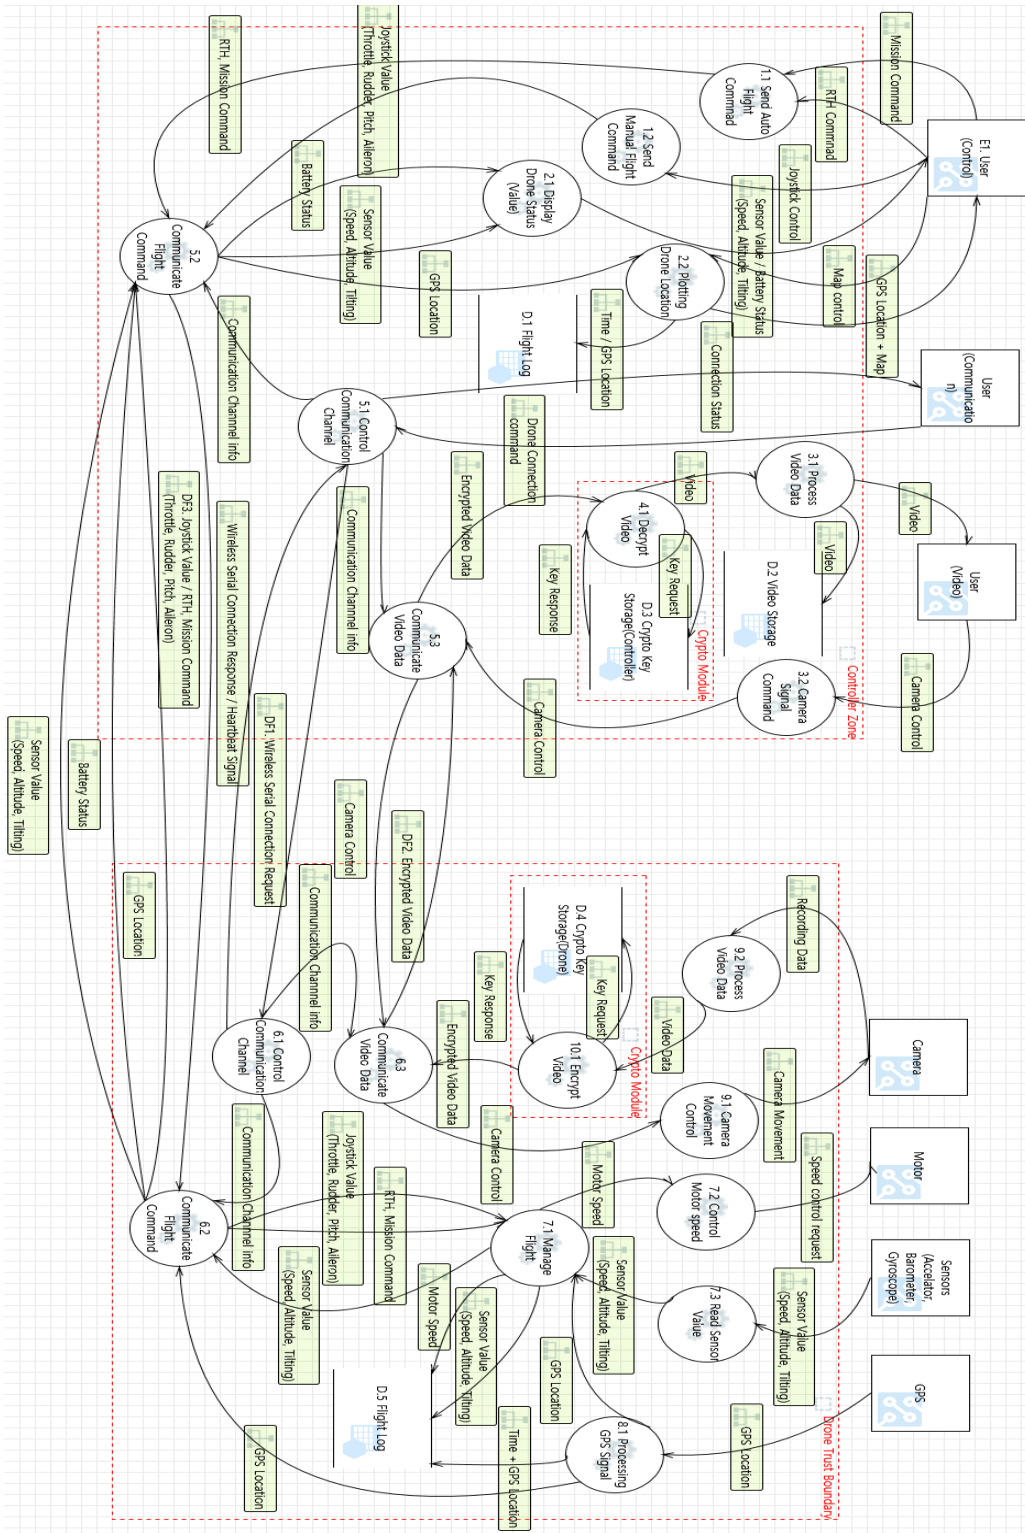 E1. User
(Control)
User
(Communicatio
n)
User
(Video)
Camera
Motor
Sensors
(Accelator,
Barometer,
Gyroscope)
GPS
Mission Command
RTH Commnad
Joystick Control
Map control
GPS Location + Map
Sensor Value / Battery Status
(Speed, Altitude, Tilting)
Connection Status
Video
Camera Control
Controller Zone
1.1 Send Auto
Flight
Commnad
1.2 Send
Manual Flight
Command
2.1 Display
Drone Status
(Value)
2.2 Plotting
Drone Location
D.1 Flight Log
Time / GPS Location
Drone Connection
command
3.1 Process
Video Data
Video
Video
D.2 Video Storage
3.2 Camera
Signal
Command
Crypto Module
4.1 Decrypt
Video
Key Request
Key Response
D.3 Crypto Key
Storage(Controller)
Camera Control
Encrypted Video Data
RTH, Mission Command
Joystick Value
(Throttle, Rudder, Pitch, Aileron)
Battery Status
Sensor Value
(Speed, Altitude, Tilting)
GPS Location
5.2
Communicate
Flight
Command
Communication Channnel info
5.1 Control
Communication
Channel
Communication Channnel info
5.3
Communicate
Video Data
DF3. Joystick Value / RTH, Mission Command
(Throttle, Rudder, Pitch, Aileron)
Wireless Serial Connection Response / Heartbeat Signal
DF1. Wireless Serial Connection Request
Camera Control
DF2. Encrypted Video Data
Sensor Value
(Speed, Altitude, Tilting)
Battery Status
GPS Location
Drone Trust Boundary
Recording Data
Camera Movement
Speed control request
Sensor Value
(Speed, Altitude, Tilting)
GPS Location
9.2 Process
Video Data
Video Data
9.1 Camera
Movement
Control
7.2 Control
Motor speed
7.3 Read Sensor
Value
8.1 Processing
GPS Signal
Crypto Module
D.4 Crypto Key
Storage(Drone)
Key Request
Key Response
10.1 Encrypt
Video
Encrypted Video Data
Camera Control
Motor Speed
Sensor Value
(Speed, Altitude, Tilting)
GPS Location
7.1 Manage
Flight
Motor Speed
Sensor Value
(Speed, Altitude, Tilting)
Time + GPS Location
D.5 Flight Log
Communication Channnel info
6.1 Control
Communication
Channel
6.3
Communicate
Video Data
Communication Channnel info
6.2
Communicate
Flight
Command
Joystick Value
(Throttle, Rudder, Pitch, Aileron)
RTH, Mission Command
Sensor Value
(Speed, Altitude, Tilting)
GPS Location